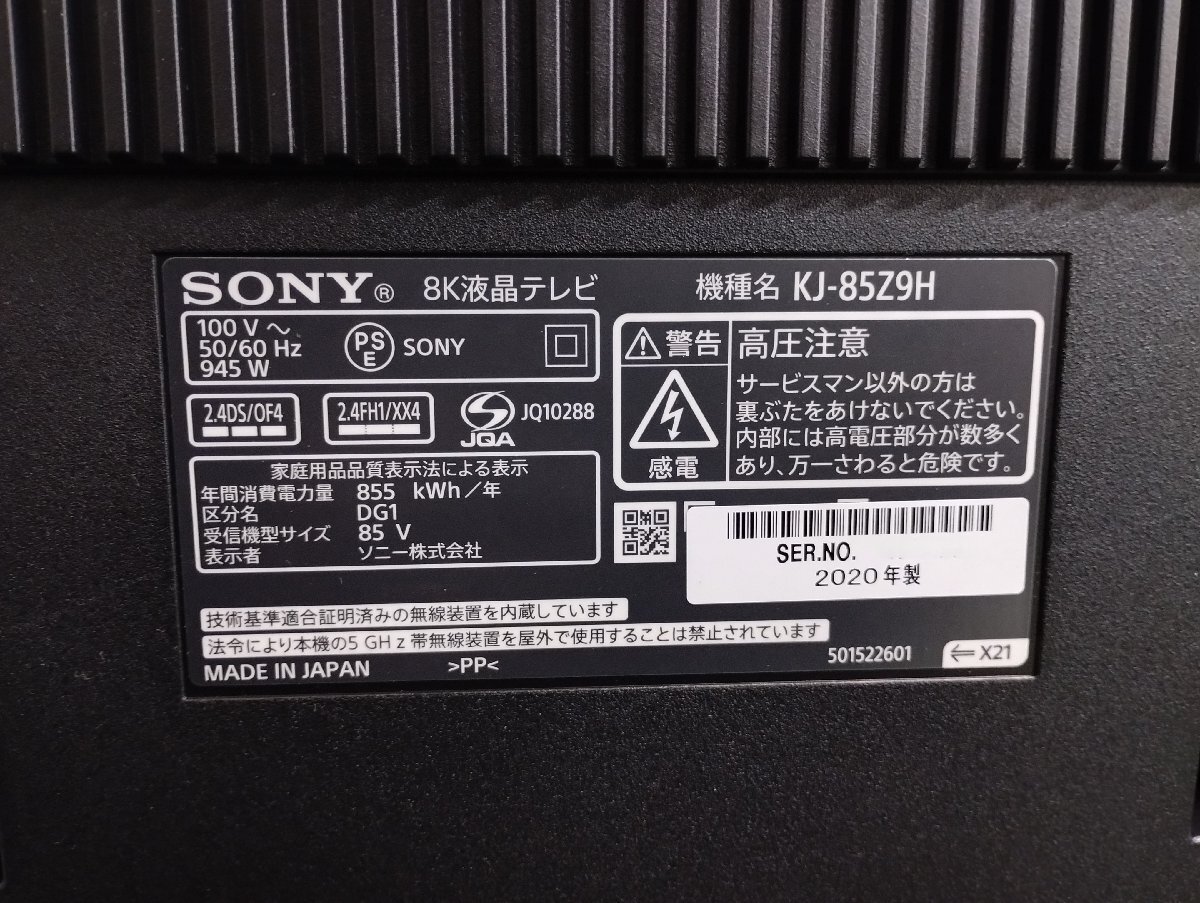 SONY® 8K液晶テレビ 機種名 KJ-85Z9H
100 V ～
50/60 Hz
945 W
PSE SONY
2.4DS/OF4 2.4FH1/XX4 JQA JQ10288
家庭用品品質表示法による表示
年間消費電力量 855 kWh／年
区分名 DG1
受信機型サイズ 85 V
表示者 ソニー株式会社
警告 高圧注意
感電
サービスマン以外の方は
裏ぶたをあけないでください。
内部には高電圧部分が数多く
あり、万一さわると危険です。
SER.NO.
2020年製
技術基準適合証明済みの無線装置を内蔵しています
法令により本機の5 GHz帯無線装置を屋外で使用することは禁止されています
MADE IN JAPAN >PP< 501522601 ⇐X21